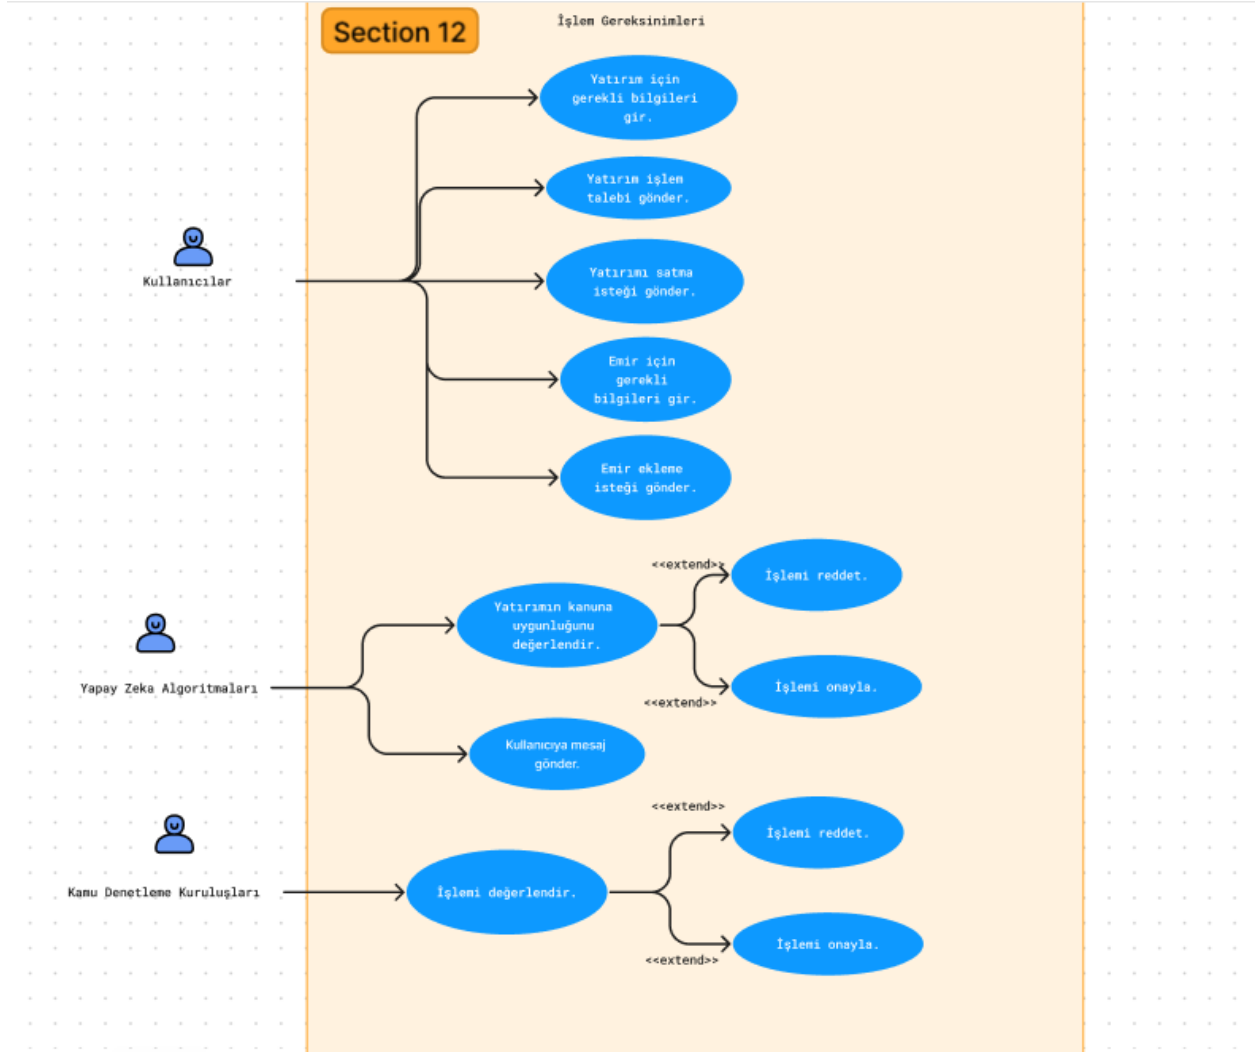 Section 12
İşlem Gereksinimleri
Yatırım için
gerekli bilgileri
gir.
Yatırım işlem
talebi gönder.
Kullanıcılar
Yatırımı satma
isteği gönder.
Emir için
gerekli
bilgileri gir.
Emir ekleme
isteği gönder.
<<extend>>
İşlemi reddet.
Yatırımın kanuna
uygunluğunu
değerlendir.
Yapay Zeka Algoritmaları
İşlemi onayla.
<<extend>>
Kullanıcıya mesaj
gönder.
<<extend>>
İşlemi reddet.
Kamu Denetleme Kuruluşları
İşlemi değerlendir.
İşlemi onayla.
<<extend>>